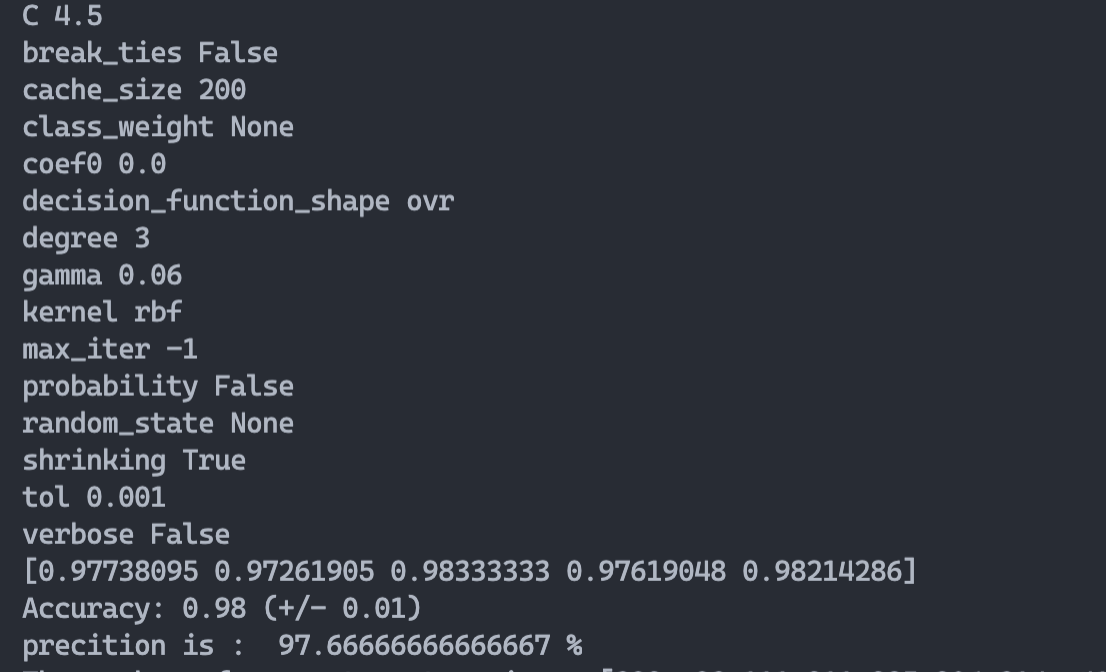 C 4.5
break_ties False
cache_size 200
class_weight None
coef0 0.0
decision_function_shape ovr
degree 3
gamma 0.06
kernel rbf
max_iter -1
probability False
random_state None
shrinking True
tol 0.001
verbose False
[0.97738095 0.97261905 0.98333333 0.97619048 0.98214286]
Accuracy: 0.98 (+/- 0.01)
precition is :  97.66666666666667 %